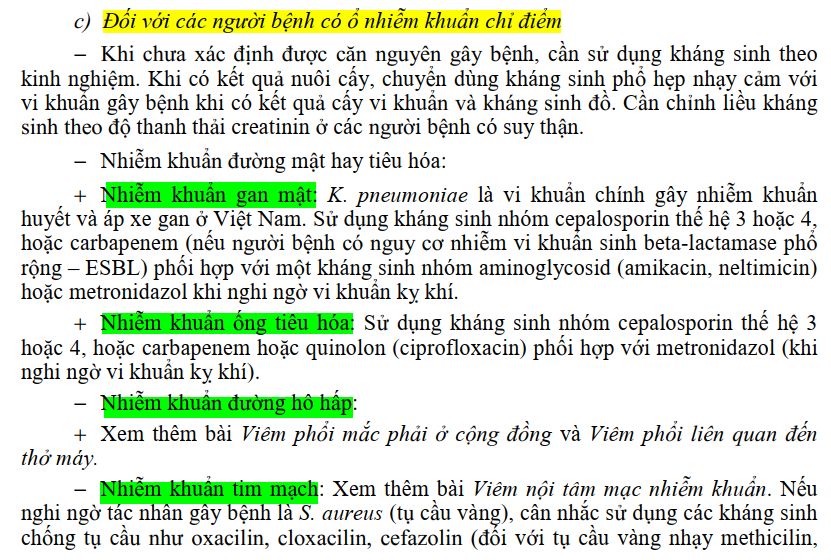 c) Đối với các người bệnh có ổ nhiễm khuẩn chỉ điểm
– Khi chưa xác định được căn nguyên gây bệnh, cần sử dụng kháng sinh theo
kinh nghiệm. Khi có kết quả nuôi cấy, chuyển dùng kháng sinh phổ hẹp nhạy cảm với
vi khuẩn gây bệnh khi có kết quả cấy vi khuẩn và kháng sinh đồ. Cần chỉnh liều kháng
sinh theo độ thanh thải creatinin ở các người bệnh có suy thận.
– Nhiễm khuẩn đường mật hay tiêu hóa:
+ Nhiễm khuẩn gan mật: K. pneumoniae là vi khuẩn chính gây nhiễm khuẩn
huyết và áp xe gan ở Việt Nam. Sử dụng kháng sinh nhóm cepalosporin thế hệ 3 hoặc 4,
hoặc carbapenem (nếu người bệnh có nguy cơ nhiễm vi khuẩn sinh beta-lactamase phổ
rộng – ESBL) phối hợp với một kháng sinh nhóm aminoglycosid (amikacin, neltimicin)
hoặc metronidazol khi nghi ngờ vi khuẩn kỵ khí.
+ Nhiễm khuẩn ống tiêu hóa: Sử dụng kháng sinh nhóm cepalosporin thế hệ 3
hoặc 4, hoặc carbapenem hoặc quinolon (ciprofloxacin) phối hợp với metronidazol (khi
nghi ngờ vi khuẩn kỵ khí).
– Nhiễm khuẩn đường hô hấp:
+ Xem thêm bài Viêm phổi mắc phải ở cộng đồng và Viêm phổi liên quan đến
thở máy.
– Nhiễm khuẩn tim mạch: Xem thêm bài Viêm nội tâm mạc nhiễm khuẩn. Nếu
nghi ngờ tác nhân gây bệnh là S. aureus (tụ cầu vàng), cân nhắc sử dụng các kháng sinh
chống tụ cầu như oxacilin, cloxacilin, cefazolin (đối với tụ cầu vàng nhạy methicilin,